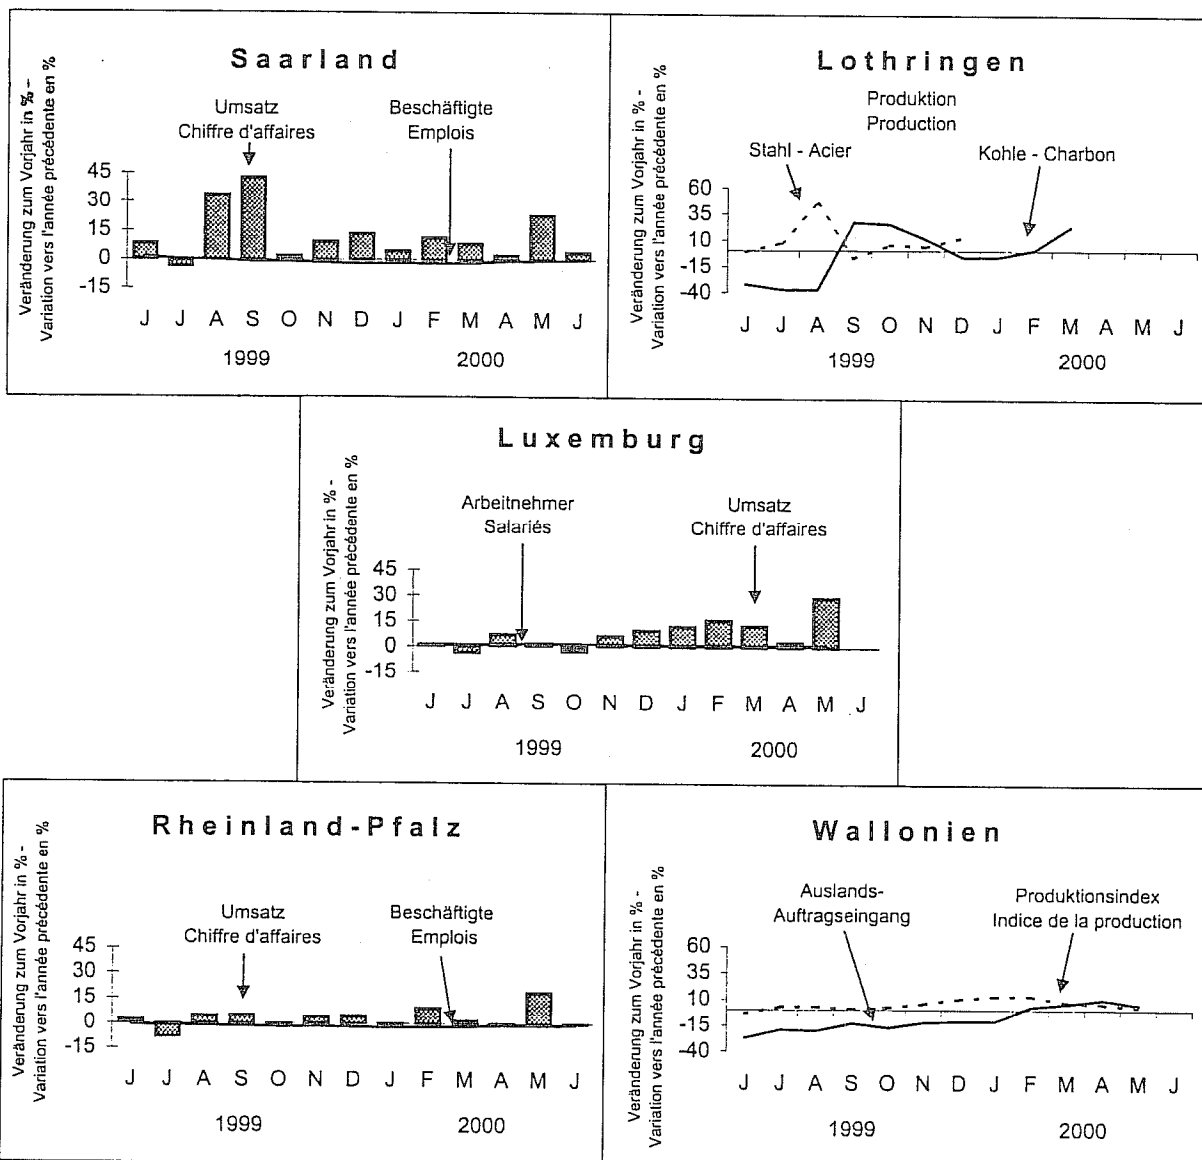 Saarland
Veränderung zum Vorjahr in % -
Variation vers l'année précédente en %
Umsatz
Chiffre d'affaires
Beschäftigte
Emplois
45
30
15
0
-15
J J A S O N D J F M A M J
1999 2000
Lothringen
Veränderung zum Vorjahr in % -
Variation vers l'année précédente en %
Produktion
Production
Stahl - Acier
Kohle - Charbon
60
35
10
-15
-40
J J A S O N D J F M A M J
1999 2000
Luxemburg
Veränderung zum Vorjahr in % -
Variation vers l'année précédente en %
Arbeitnehmer
Salariés
Umsatz
Chiffre d'affaires
45
30
15
0
-15
J J A S O N D J F M A M J
1999 2000
Rheinland-Pfalz
Veränderung zum Vorjahr in % -
Variation vers l'année précédente en %
Umsatz
Chiffre d'affaires
Beschäftigte
Emplois
45
30
15
0
-15
J J A S O N D J F M A M J
1999 2000
Wallonien
Veränderung zum Vorjahr in % -
Variation vers l'année précédente en %
Auslands-
Auftragseingang
Produktionsindex
Indice de la production
60
35
10
-15
-40
J J A S O N D J F M A M J
1999 2000